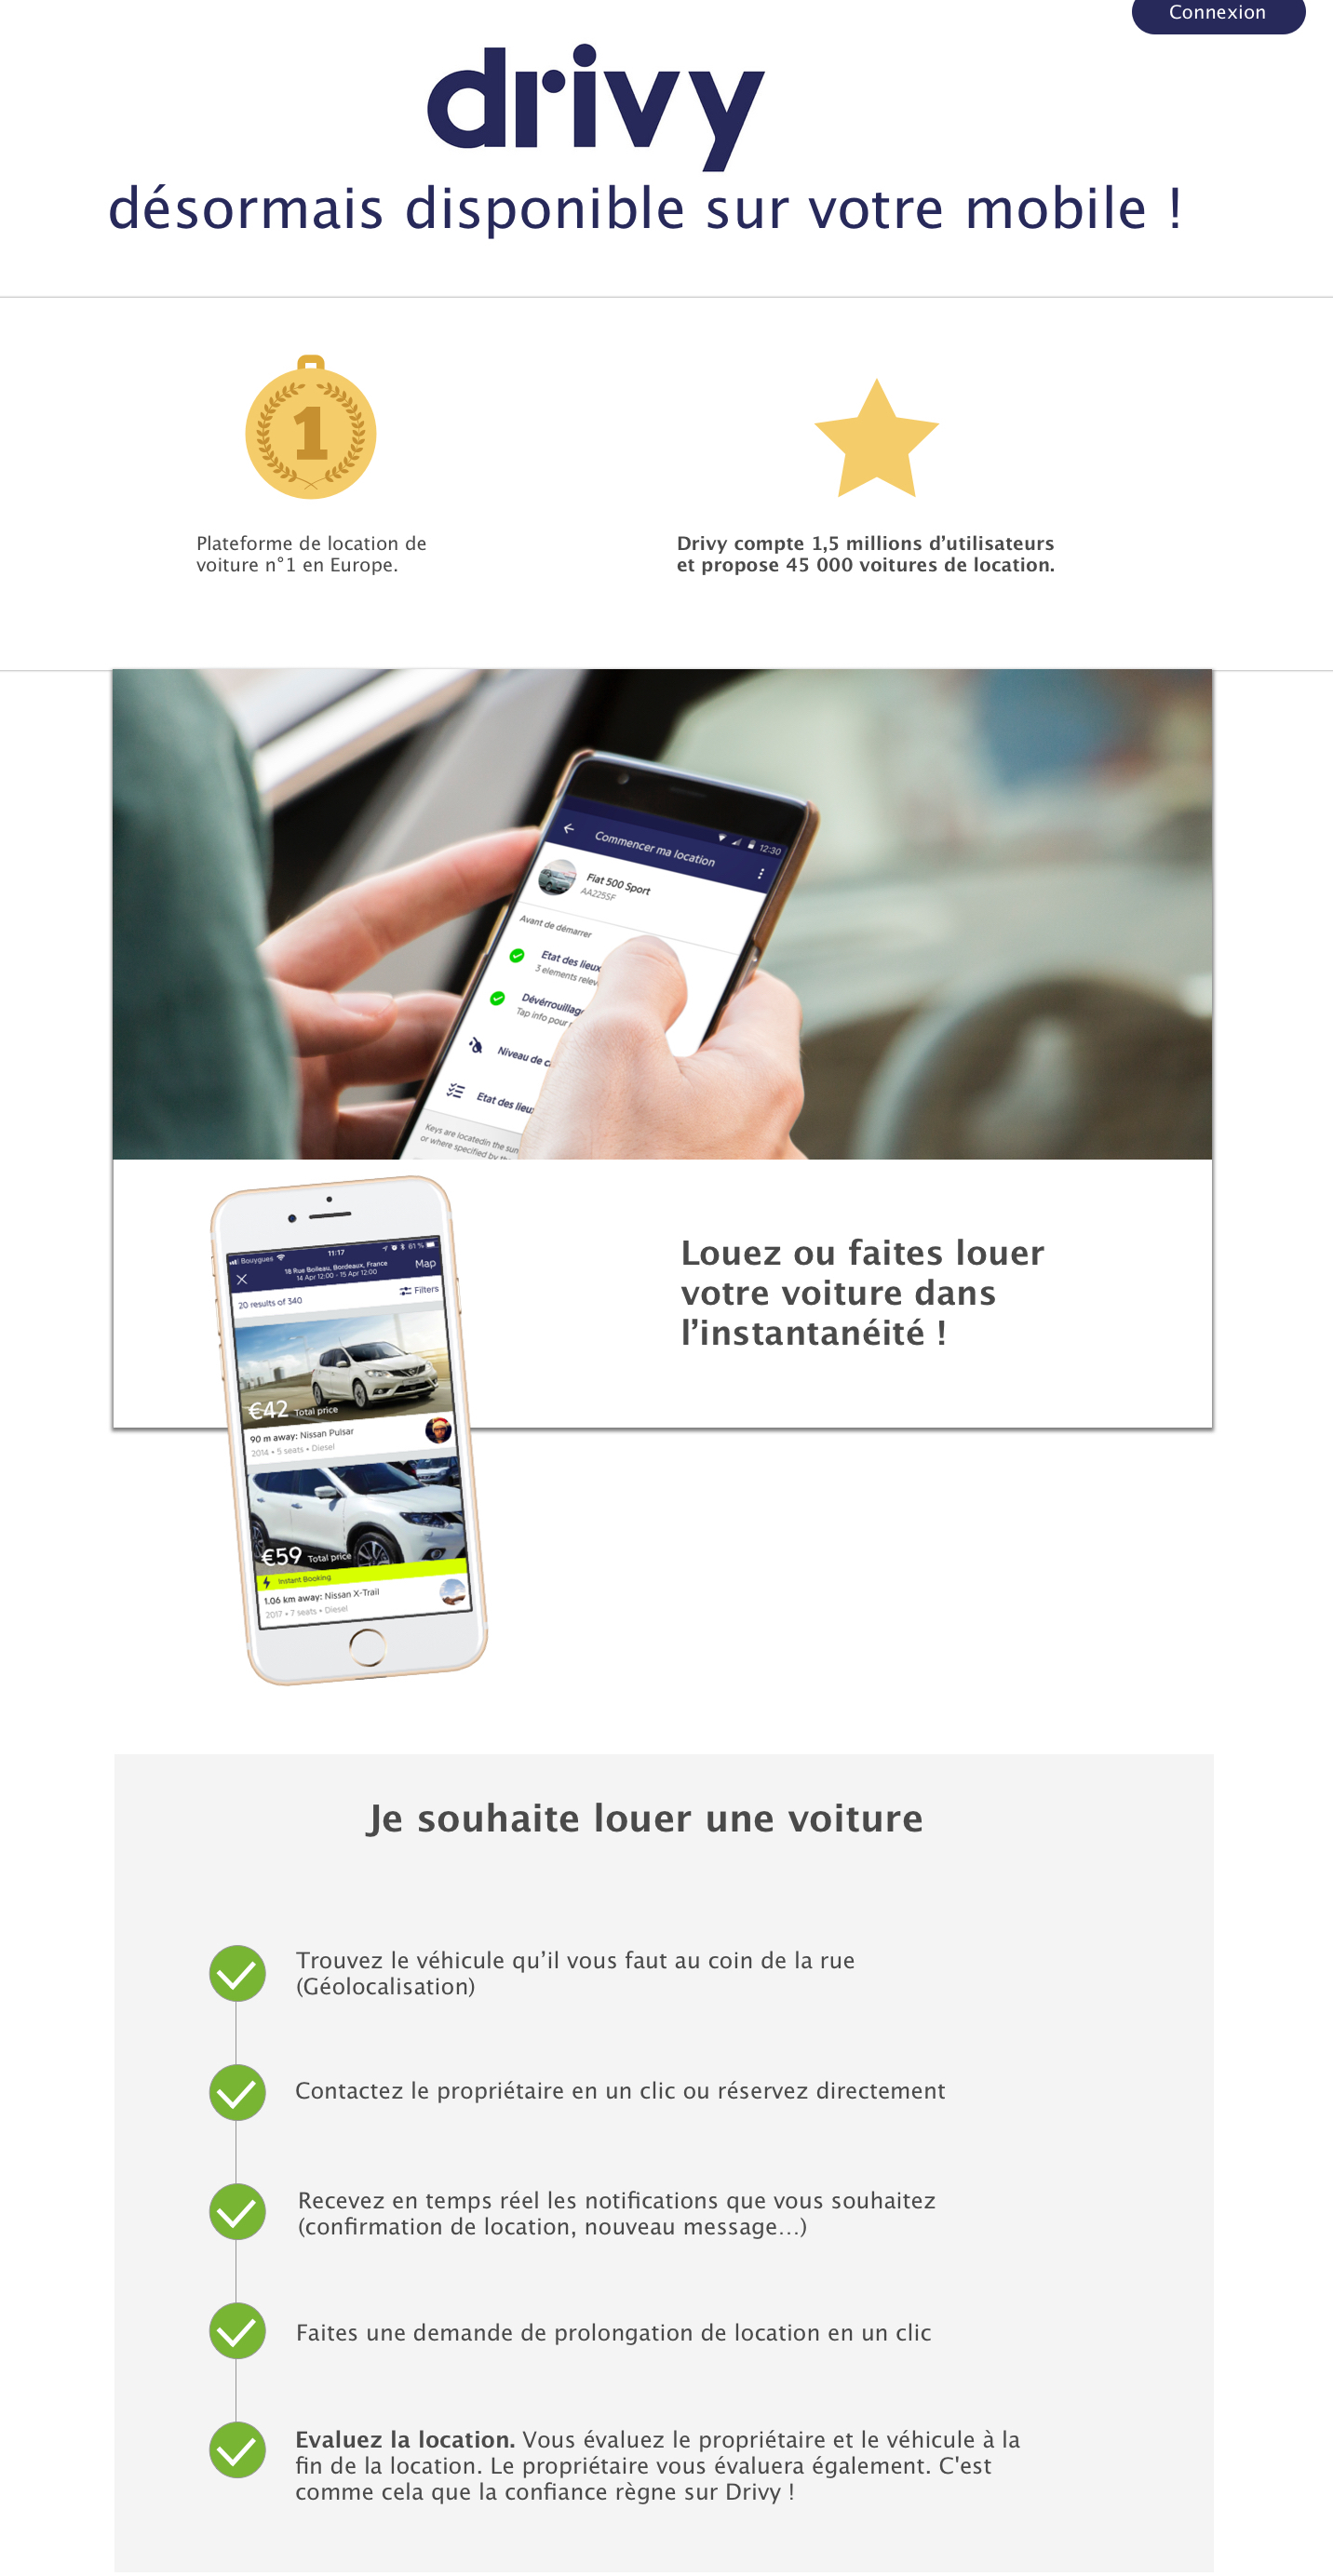 Connexion
drivy
désormais disponible sur votre mobile !
1
Plateforme de location de
voiture n°1 en Europe.
Drivy compte 1,5 millions d’utilisateurs
et propose 45 000 voitures de location.
12:30
Commencer ma location
Fiat 500 Sport
AA225SF
Avant de démarrer
Etat des lieux
3 elements relev
Dévérrouillag
Tap info pour
Niveau de c
Etat des lieu
Keys are locatedin the sun
or where specified by
Bouygues 11:17 61 %
18 Rue Boileau, Bordeaux, France
14 Apr 12:00 - 15 Apr 12:00
Map
20 results of 340
Filters
€42 Total price
90 m away: Nissan Pulsar
2014 • 5 seats • Diesel
€59 Total price
Instant Booking
1.06 km away: Nissan X-Trail
2017 • 7 seats • Diesel
Louez ou faites louer
votre voiture dans
l’instantanéité !
Je souhaite louer une voiture
Trouvez le véhicule qu’il vous faut au coin de la rue
(Géolocalisation)
Contactez le propriétaire en un clic ou réservez directement
Recevez en temps réel les notifications que vous souhaitez
(confirmation de location, nouveau message...)
Faites une demande de prolongation de location en un clic
Evaluez la location. Vous évaluez le propriétaire et le véhicule à la
fin de la location. Le propriétaire vous évaluera également. C'est
comme cela que la confiance règne sur Drivy !